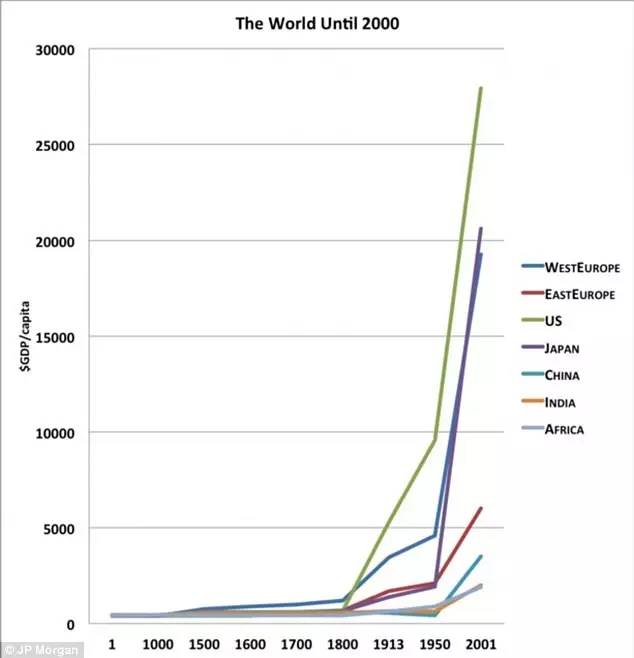 The World Until 2000
30000
25000
20000
15000
10000
5000
0
$GDP/capita
1 1000 1500 1600 1700 1800 1913 1950 2001
WESTEUROPE
EASTEUROPE
US
JAPAN
CHINA
INDIA
AFRICA
© JP Morgan